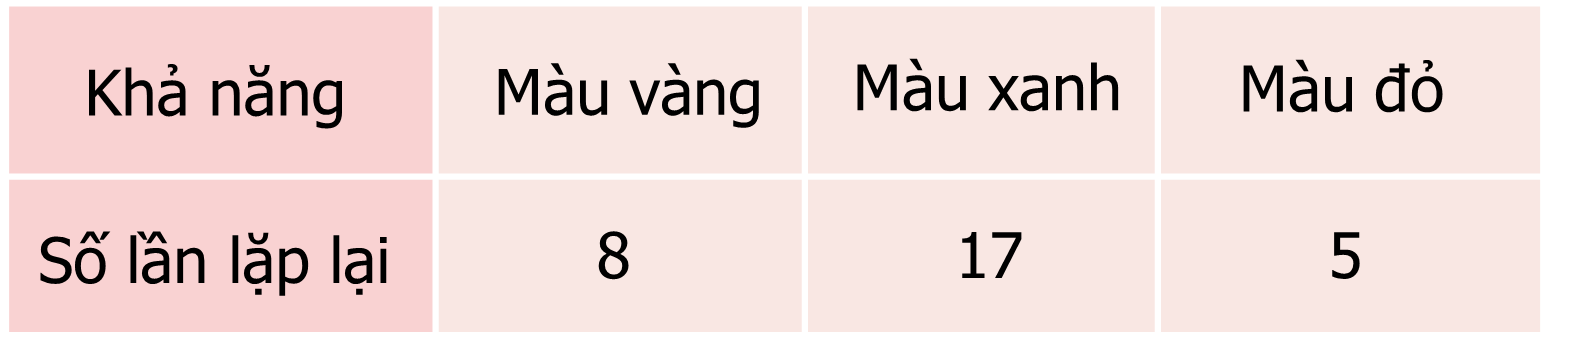 Khả năng Màu vàng Màu xanh Màu đỏ
Số lần lặp lại 8 17 5